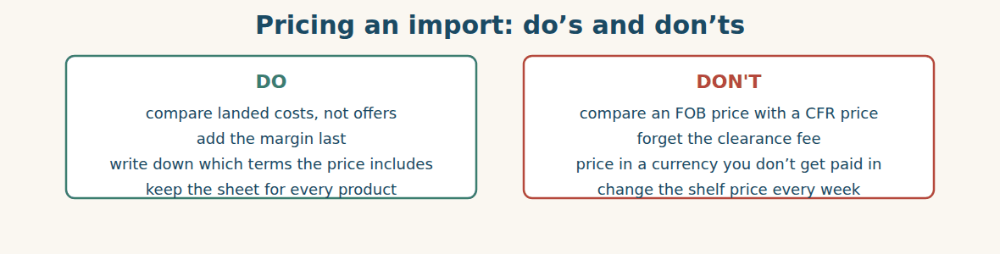 Pricing an import: do’s and don’ts
DO
compare landed costs, not offers
add the margin last
write down which terms the price includes
keep the sheet for every product
DON'T
compare an FOB price with a CFR price
forget the clearance fee
price in a currency you don’t get paid in
change the shelf price every week